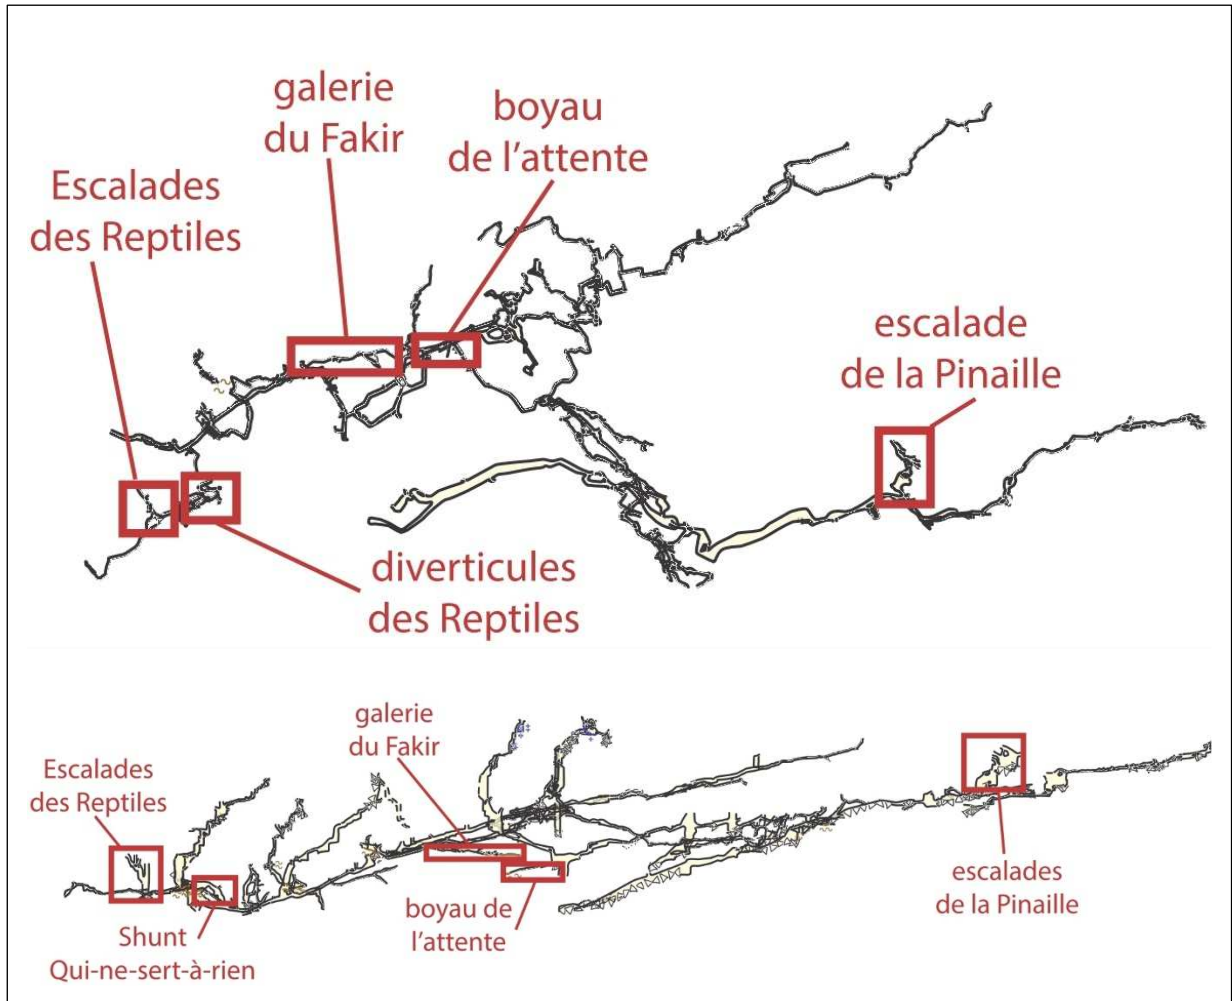 galerie
du Fakir
boyau
de l'attente
Escalades
des Reptiles
escalade
de la Pinaille
diverticules
des Reptiles
galerie
du Fakir
Escalades
des Reptiles
escalades
de la Pinaille
boyau de
l'attente
Shunt
Qui-ne-sert-à-rien